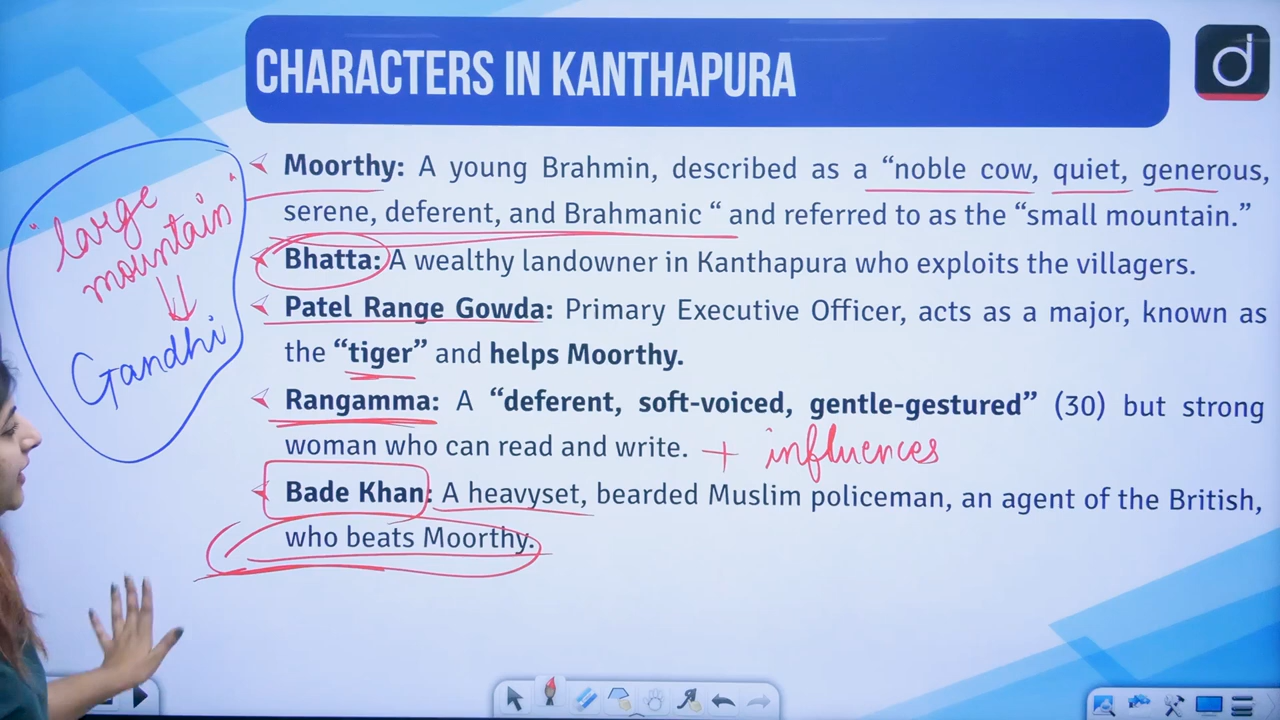 CHARACTERS IN KANTHAPURA
d
"large
mountain"
Gandhi
Moorthy: A young Brahmin, described as a “noble cow, quiet, generous,
serene, deferent, and Brahmanic “ and referred to as the “small mountain.”
Bhatta: A wealthy landowner in Kanthapura who exploits the villagers.
Patel Range Gowda: Primary Executive Officer, acts as a major, known as
the “tiger” and helps Moorthy.
Rangamma: A “deferent, soft-voiced, gentle-gestured” (30) but strong
woman who can read and write. + influences
Bade Khan: A heavyset, bearded Muslim policeman, an agent of the British,
who beats Moorthy.